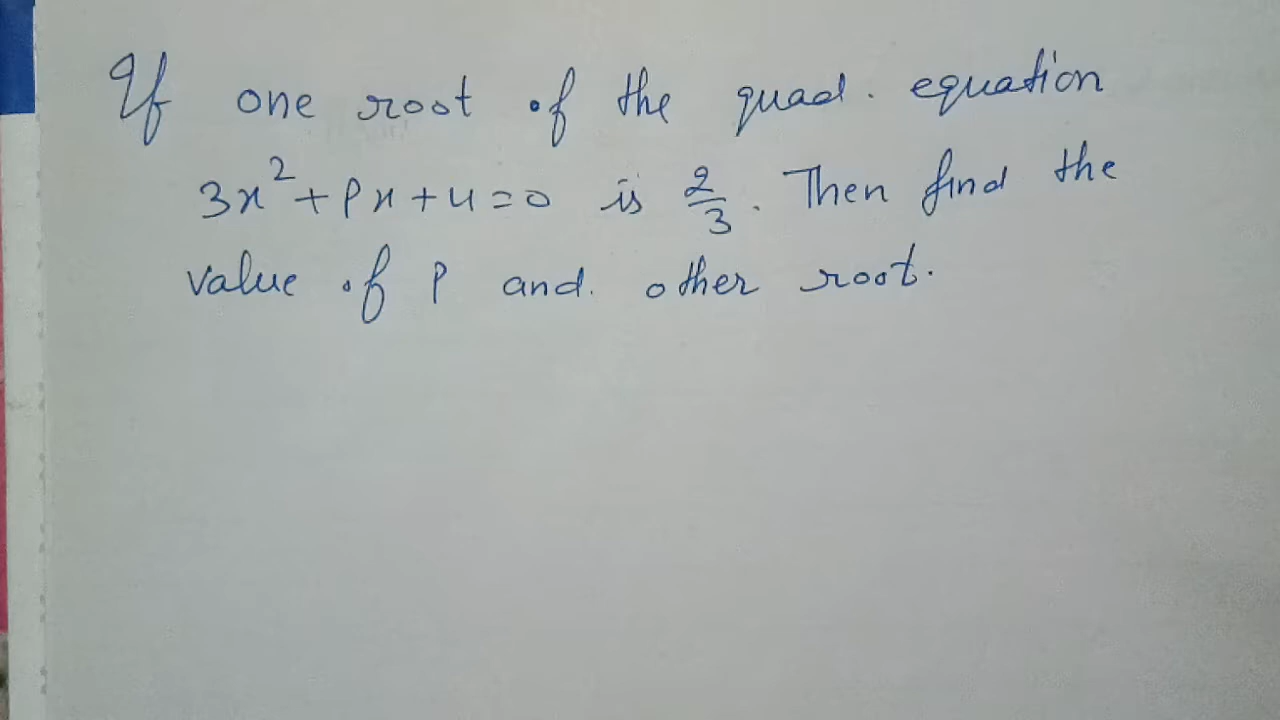 If one root of the quad. equation
3x²+px+4=0 is 2/3. Then find the
value of p and. other root.